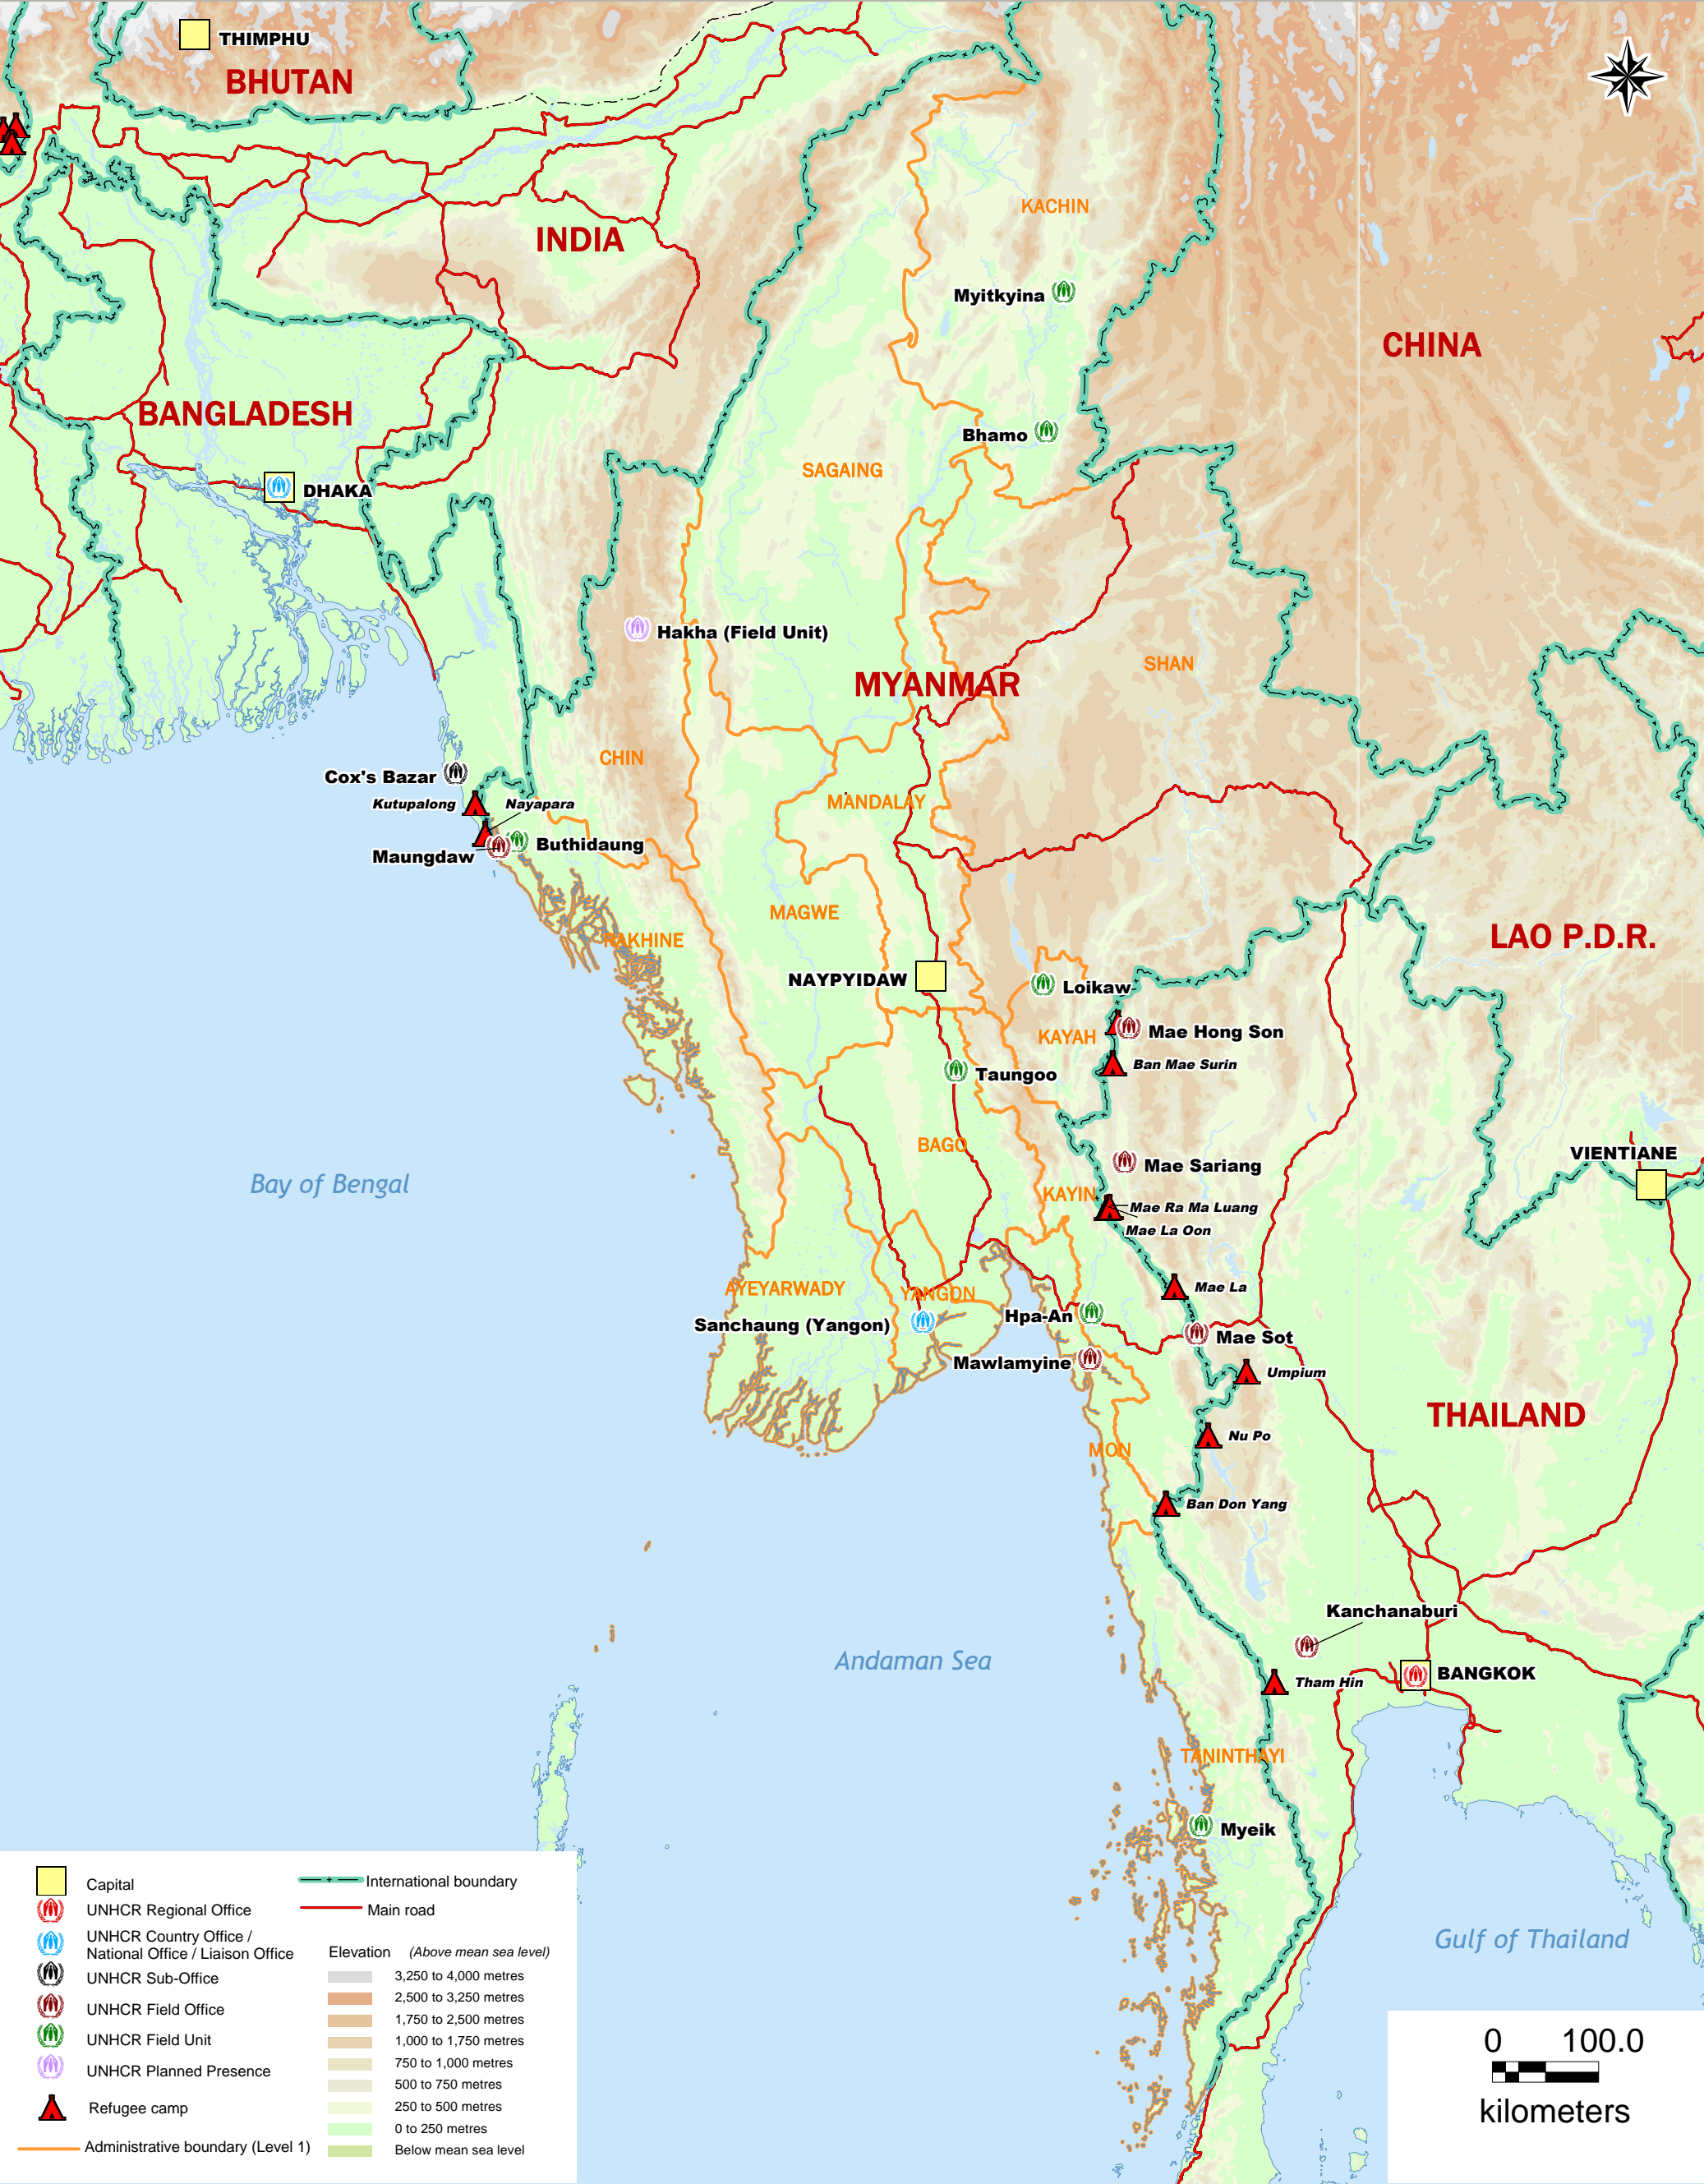 THIMPHU
BHUTAN
INDIA
KACHIN
Myitkyina
CHINA
BANGLADESH
Bhamo
SAGAING
DHAKA
Hakha (Field Unit)
SHAN
MYANMAR
CHIN
Cox's Bazar
MANDALAY
Kutupalong
Nayapara
Buthidaung
Maungdaw
MAGWE
RAKHINE
LAO P.D.R.
NAYPYIDAW
Loikaw
Mae Hong Son
KAYAH
Ban Mae Surin
Taungoo
BAGO
VIENTIANE
Mae Sariang
Bay of Bengal
KAYIN
Mae Ra Ma Luang
Mae La Oon
AYEYARWADY
YANGON
Mae La
Hpa-An
Sanchaung (Yangon)
Mae Sot
Mawlamyine
Umpium
THAILAND
Nu Po
MON
Ban Don Yang
Kanchanaburi
Andaman Sea
BANGKOK
Tham Hin
TANINTHAYI
Myeik
Gulf of Thailand
Capital
UNHCR Regional Office
UNHCR Country Office /
National Office / Liaison Office
UNHCR Sub-Office
UNHCR Field Office
UNHCR Field Unit
UNHCR Planned Presence
Refugee camp
Administrative boundary (Level 1)
International boundary
Main road
Elevation (Above mean sea level)
3,250 to 4,000 metres
2,500 to 3,250 metres
1,750 to 2,500 metres
1,000 to 1,750 metres
750 to 1,000 metres
500 to 750 metres
250 to 500 metres
0 to 250 metres
Below mean sea level
0 100.0
kilometers